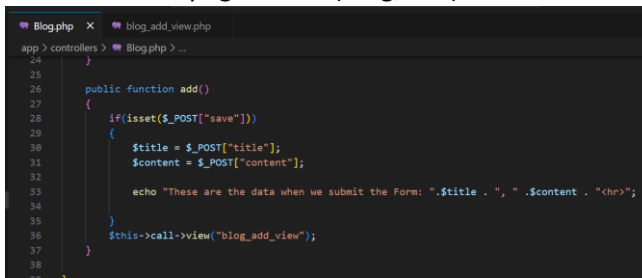 Blog.php × blog_add_view.php
app > controllers > Blog.php > ...
24 }
25
26 public function add()
27 {
28 if(isset($_POST["save"]))
29 {
30 $title = $_POST["title"];
31 $content = $_POST["content"];
32
33 echo "These are the data when we submit the Form: ".$title . ", " .$content . "<hr>";
34
35 }
36 $this->call->view("blog_add_view");
37 }
38